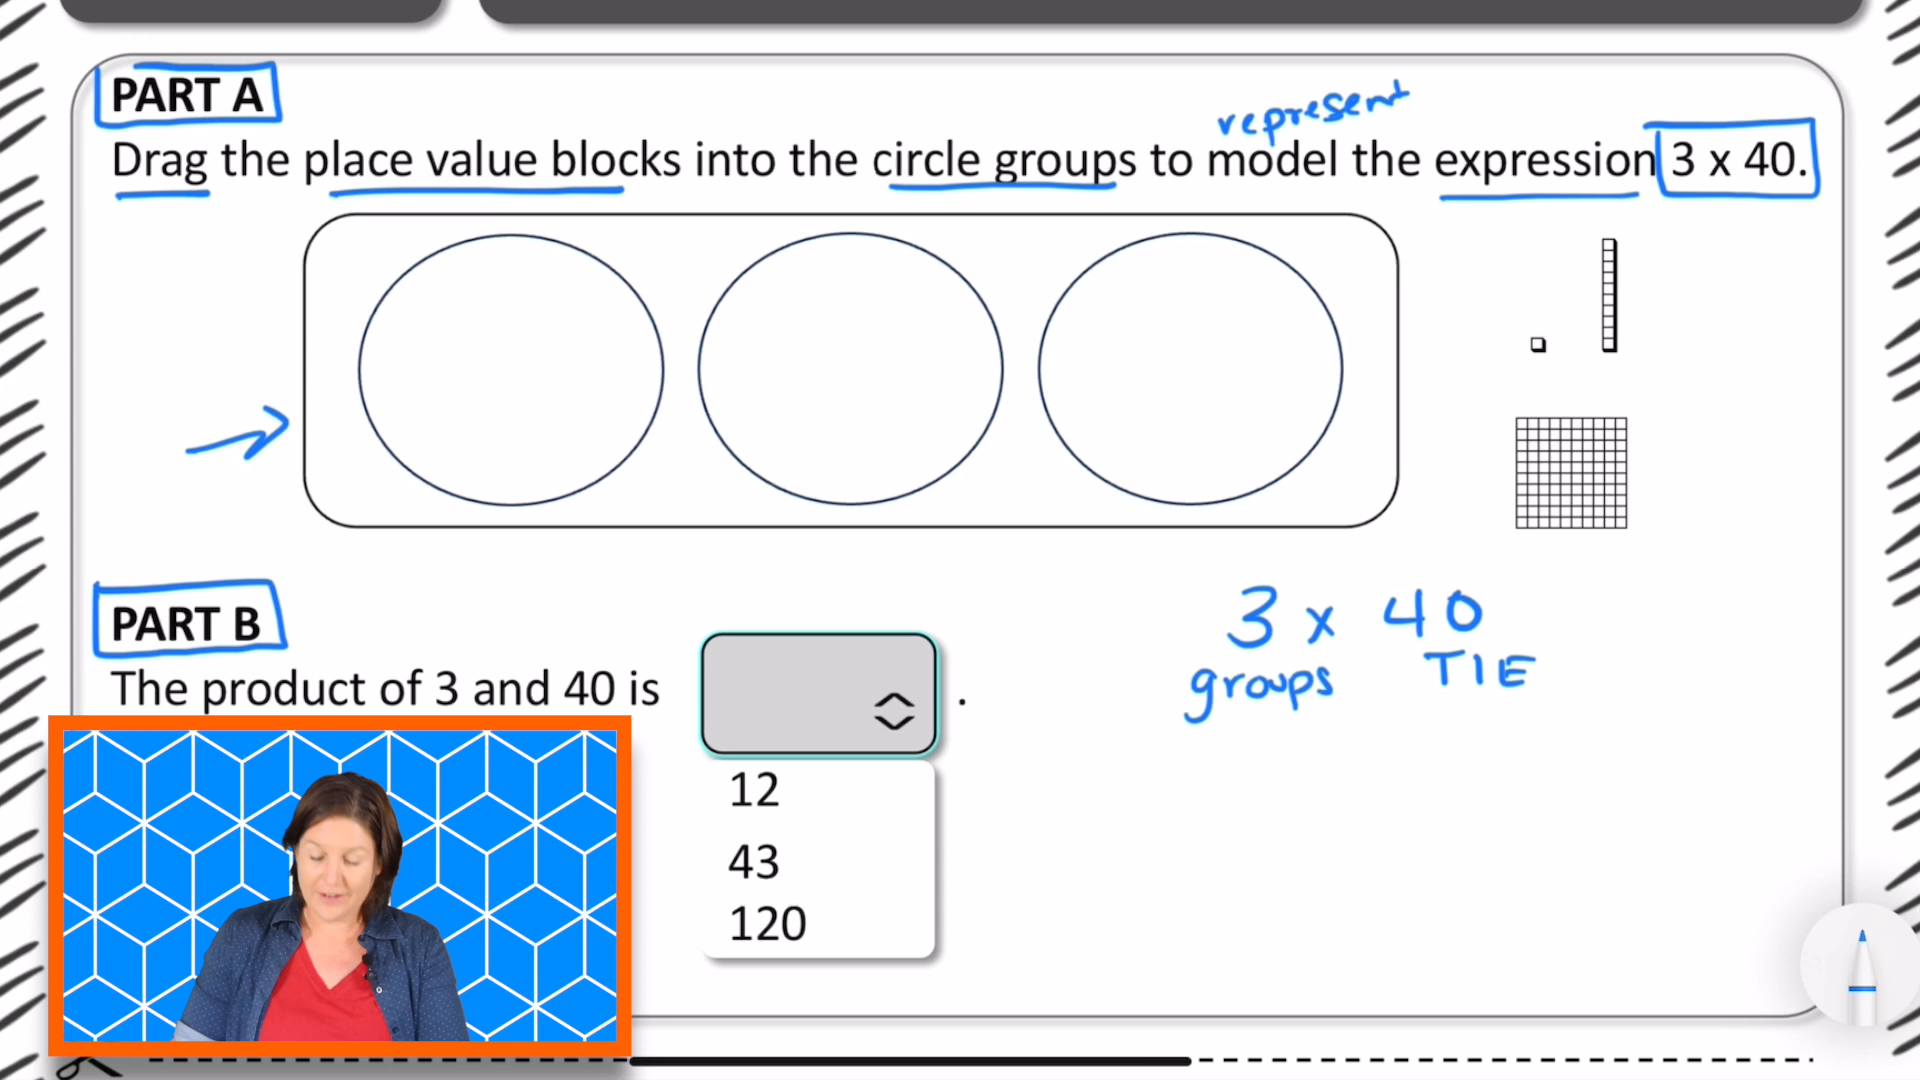 PART A
represent
Drag the place value blocks into the circle groups to model the expression 3 x 40.
PART B
The product of 3 and 40 is .
12
43
120
3 x 40
groups TIE